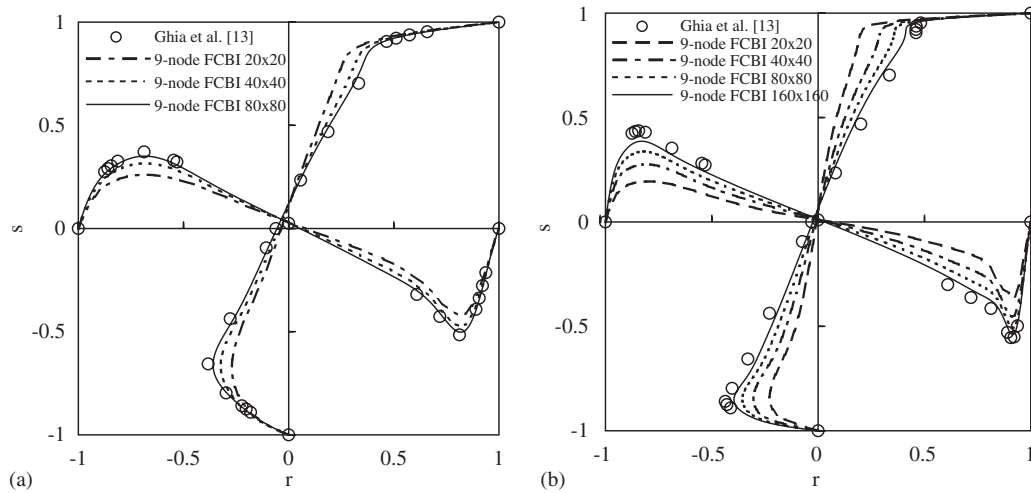 1
Ghia et al. [13]
9-node FCBI 20x20
9-node FCBI 40x40
9-node FCBI 80x80
0.5
s
0
-0.5
-1
-1
-0.5
0
0.5
1
(a)
r
1
Ghia et al. [13]
9-node FCBI 20x20
9-node FCBI 40x40
9-node FCBI 80x80
9-node FCBI 160x160
0.5
s
0
-0.5
-1
-1
-0.5
0
0.5
1
(b)
r